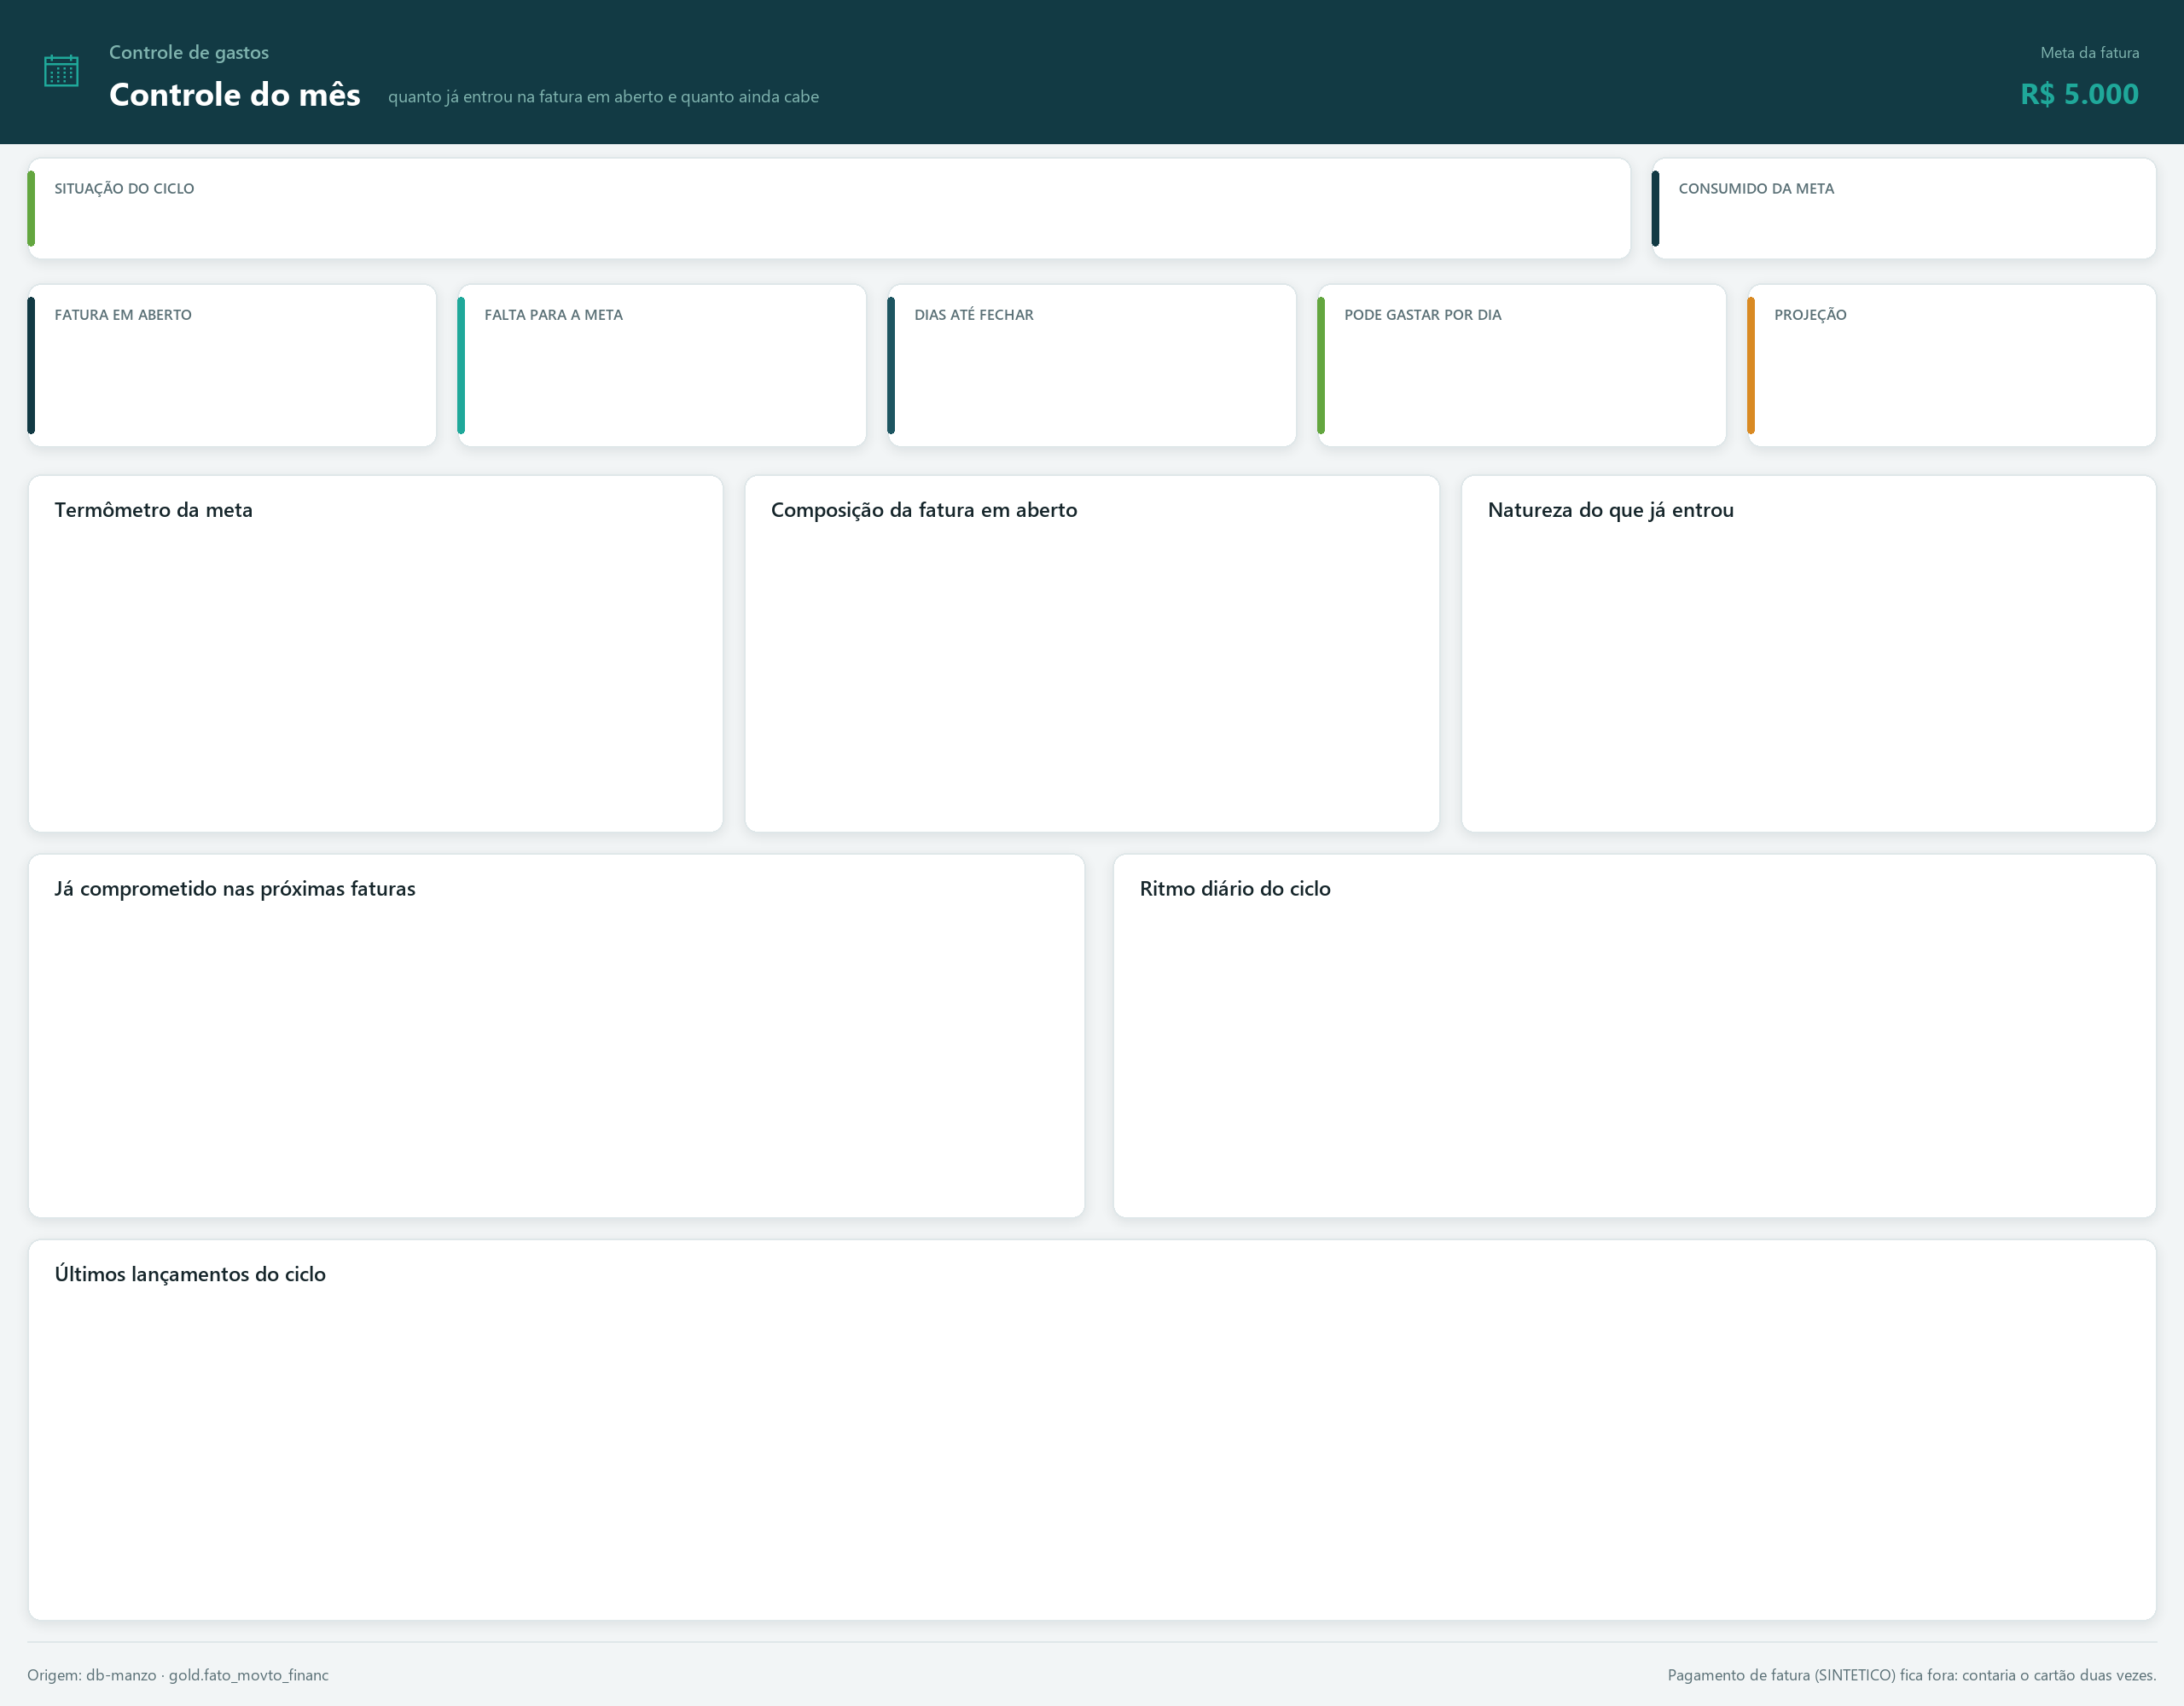 Controle de gastos
Controle do mês
quanto já entrou na fatura em aberto e quanto ainda cabe
Meta da fatura
R$ 5.000
SITUAÇÃO DO CICLO
CONSUMIDO DA META
FATURA EM ABERTO
FALTA PARA A META
DIAS ATÉ FECHAR
PODE GASTAR POR DIA
PROJEÇÃO
Termômetro da meta
Composição da fatura em aberto
Natureza do que já entrou
Já comprometido nas próximas faturas
Ritmo diário do ciclo
Últimos lançamentos do ciclo
Origem: db-manzo · gold.fato_movto_financ
Pagamento de fatura (SINTETICO) fica fora: contaria o cartão duas vezes.